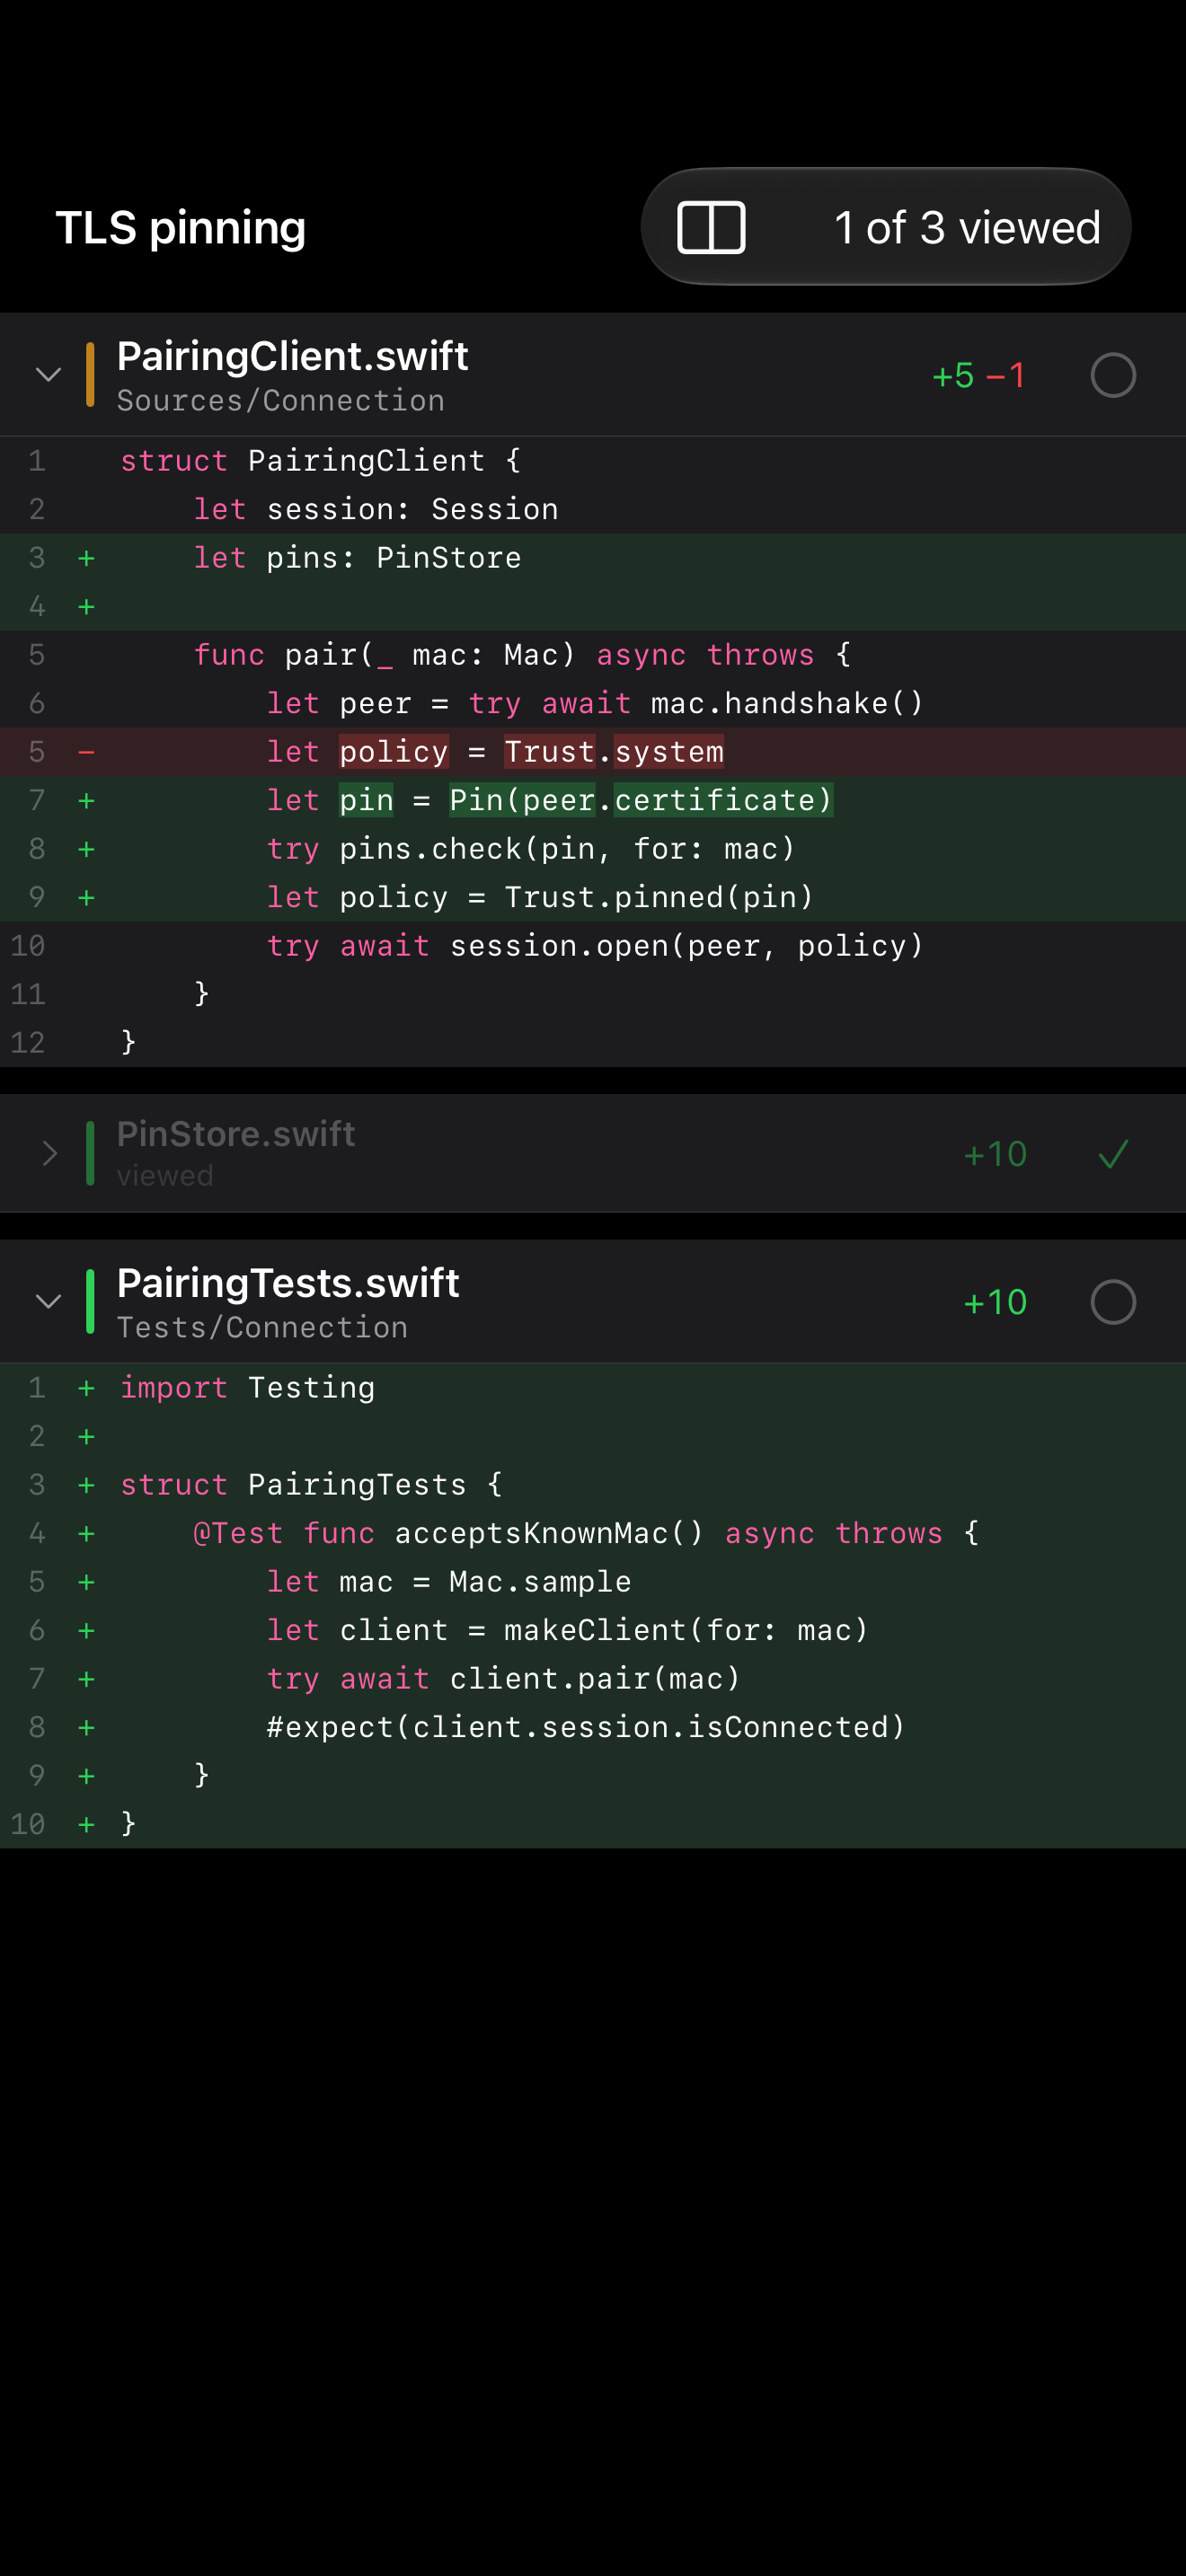 TLS pinning
1 of 3 viewed
PairingClient.swift
+5 −1
Sources/Connection
1 struct PairingClient {
2     let session: Session
3 +     let pins: PinStore
4 +
5     func pair(_ mac: Mac) async throws {
6         let peer = try await mac.handshake()
5 −         let policy = Trust.system
7 +         let pin = Pin(peer.certificate)
8 +         try pins.check(pin, for: mac)
9 +         let policy = Trust.pinned(pin)
10         try await session.open(peer, policy)
11     }
12 }
PinStore.swift
+10
viewed
PairingTests.swift
+10
Tests/Connection
1 + import Testing
2 +
3 + struct PairingTests {
4 +     @Test func acceptsKnownMac() async throws {
5 +         let mac = Mac.sample
6 +         let client = makeClient(for: mac)
7 +         try await client.pair(mac)
8 +         #expect(client.session.isConnected)
9 +     }
10 + }